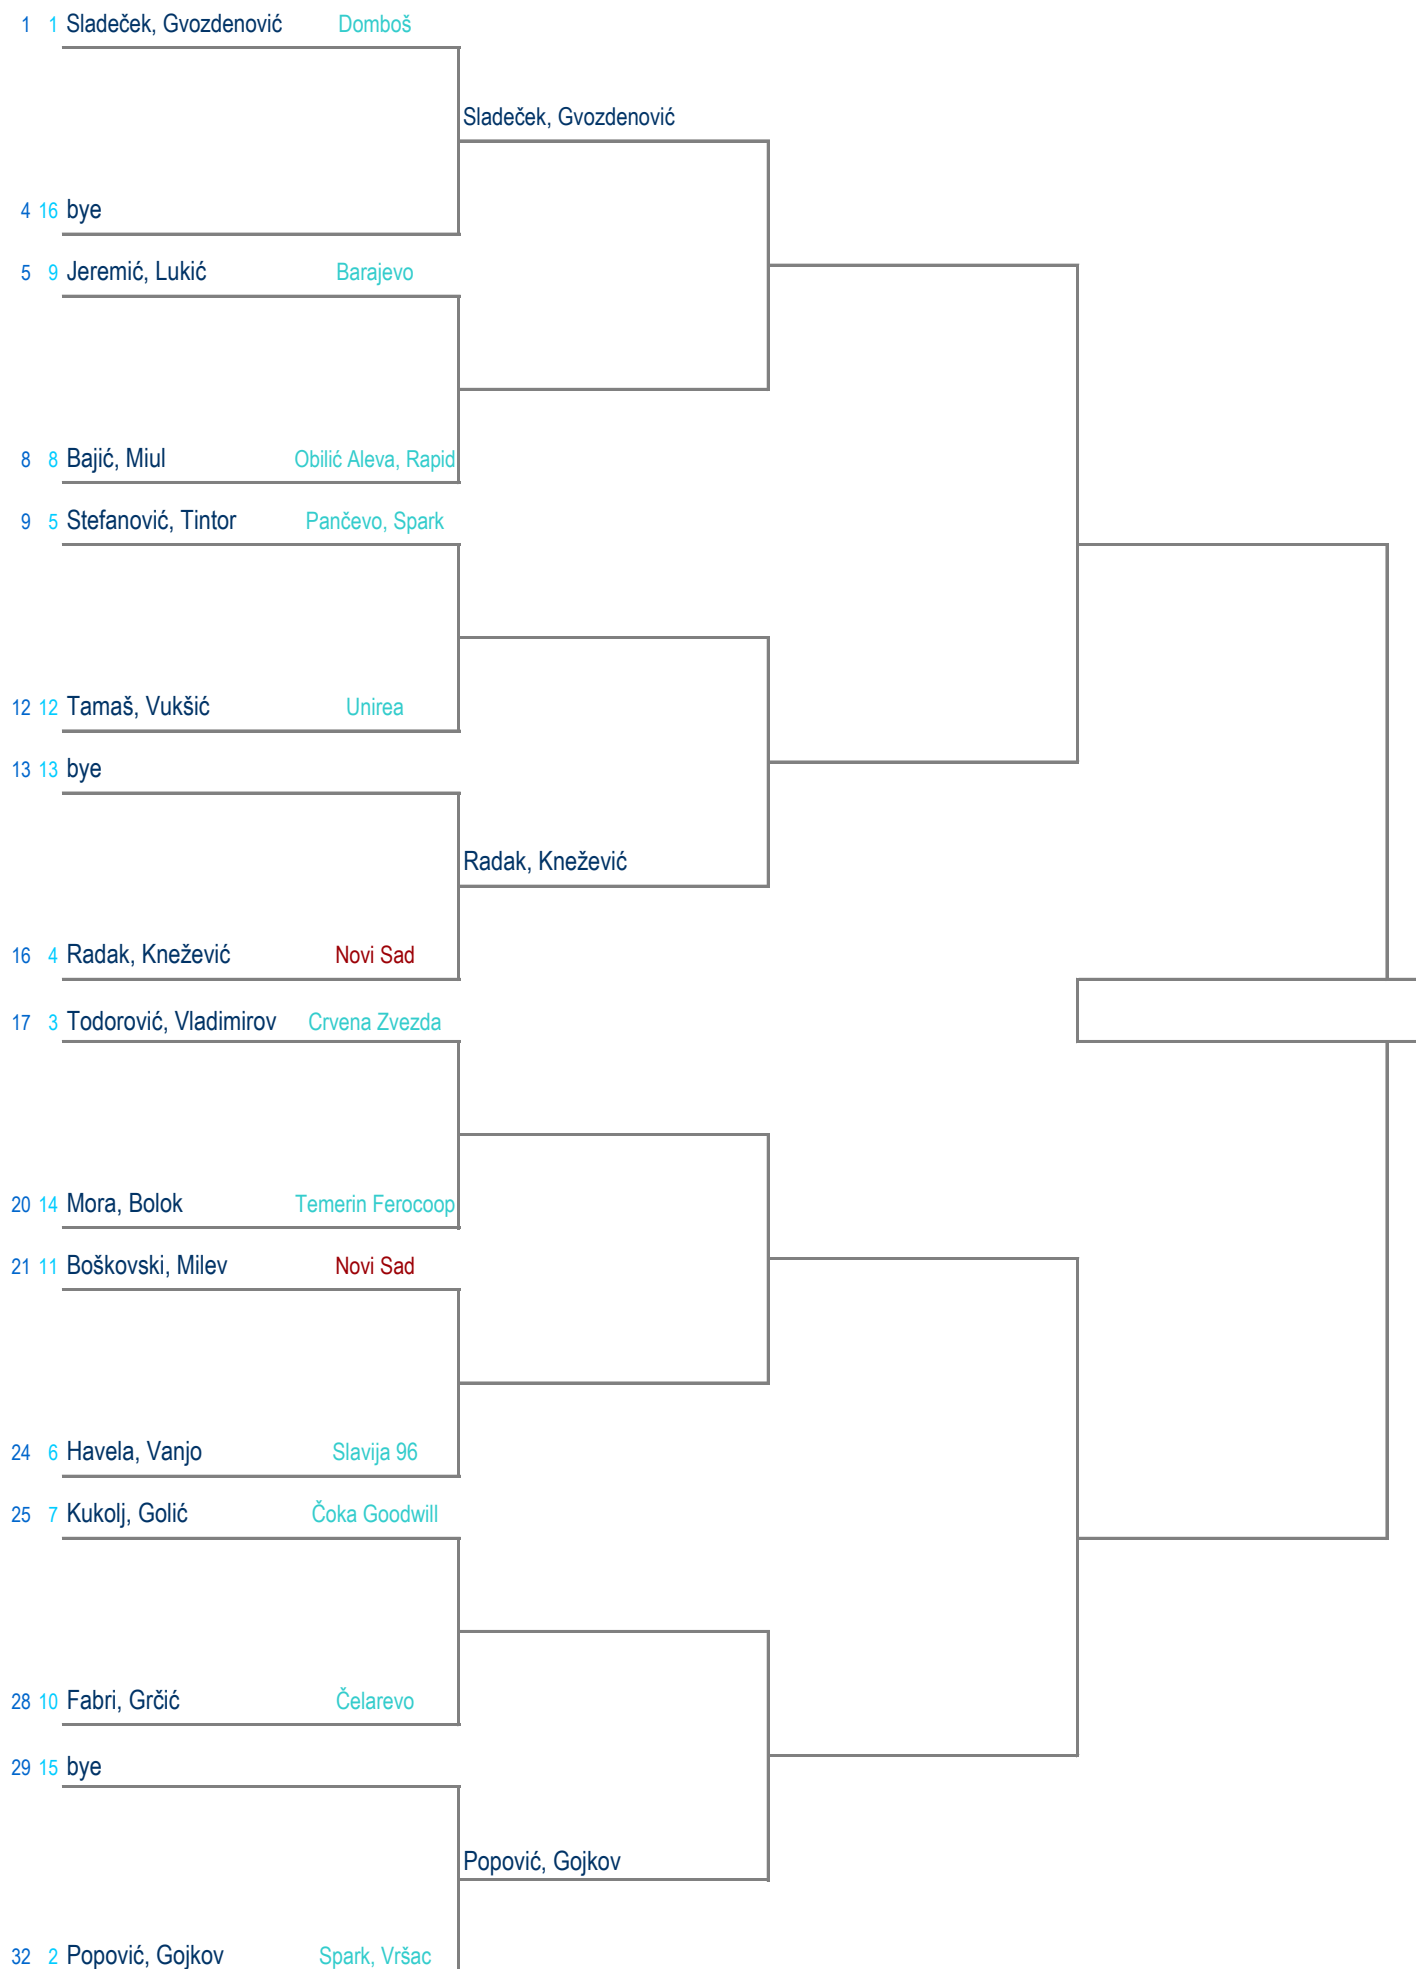 1 1 Sladeček, Gvozdenović Domboš
Sladeček, Gvozdenović
4 16 bye
5 9 Jeremić, Lukić Barajevo
8 8 Bajić, Miul Obilić Aleva, Rapid
9 5 Stefanović, Tintor Pančevo, Spark
12 12 Tamaš, Vukšić Unirea
13 13 bye
Radak, Knežević
16 4 Radak, Knežević Novi Sad
17 3 Todorović, Vladimirov Crvena Zvezda
20 14 Mora, Bolok Temerin Ferocoop
21 11 Boškovski, Milev Novi Sad
24 6 Havela, Vanjo Slavija 96
25 7 Kukolj, Golić Čoka Goodwill
28 10 Fabri, Grčić Čelarevo
29 15 bye
Popović, Gojkov
32 2 Popović, Gojkov Spark, Vršac